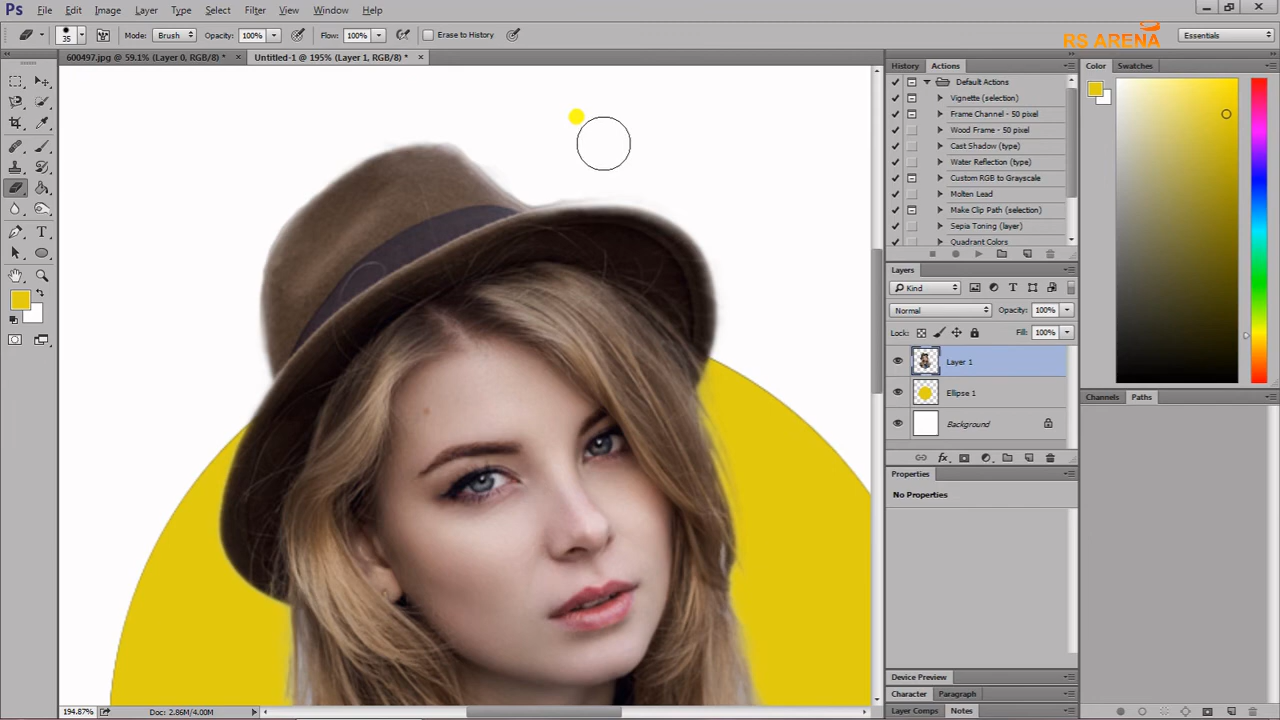 Ps File Edit Image Layer Type Select Filter View Window Help
35 Mode: Brush Opacity: 100% Flow: 100% Erase to History
RS ARENA
Essentials
600497.jpg @ 59.1% (Layer 0, RGB/8) * × Untitled-1 @ 195% (Layer 1, RGB/8) * ×
History Actions
Color Swatches
Default Actions
Vignette (selection)
Frame Channel - 50 pixel
Wood Frame - 50 pixel
Cast Shadow (type)
Water Reflection (type)
Custom RGB to Grayscale
Molten Lead
Make Clip Path (selection)
Sepia Toning (layer)
Quadrant Colors
Layers
Kind
Normal Opacity: 100%
Lock: Fill: 100%
Layer 1
Ellipse 1
Background
Channels Paths
fx
Properties
No Properties
Device Preview
Character Paragraph
Layer Comps Notes
194.87% Doc: 2.86M/4.00M